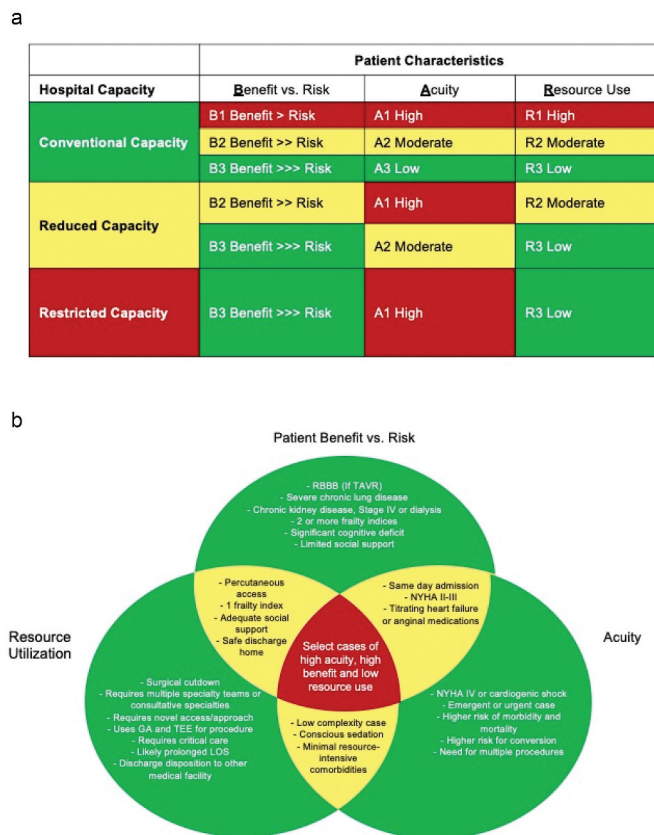 a
Patient Characteristics
Hospital Capacity Benefit vs. Risk Acuity Resource Use
Conventional Capacity
B1 Benefit > Risk A1 High R1 High
B2 Benefit >> Risk A2 Moderate R2 Moderate
B3 Benefit >>> Risk A3 Low R3 Low
Reduced Capacity
B2 Benefit >> Risk A1 High R2 Moderate
B3 Benefit >>> Risk A2 Moderate R3 Low
Restricted Capacity B3 Benefit >>> Risk A1 High R3 Low
b
Patient Benefit vs. Risk
- RBBB (If TAVR)
- Severe chronic lung disease
- Chronic kidney disease, Stage IV or dialysis
- 2 or more frailty indices
- Significant cognitive deficit
- Limited social support
- Percutaneous
access
- 1 frailty index
- Adequate social
support
- Safe discharge
home
- Same day admission
- NYHA II-III
- Titrating heart failure
or anginal medications
Resource
Utilization
Acuity
Select cases of
high acuity, high
benefit and low
resource use
- Surgical cutdown
- Requires multiple specialty teams or
consultative specialties
- Requires novel access/approach
- Uses GA and TEE for procedure
- Requires critical care
- Likely prolonged LOS
- Discharge disposition to other
medical facility
- Low complexity case
- Conscious sedation
- Minimal resource-
intensive
comorbidities
- NYHA IV or cardiogenic shock
- Emergent or urgent case
- Higher risk of morbidity and
mortality
- Higher risk for conversion
- Need for multiple procedures